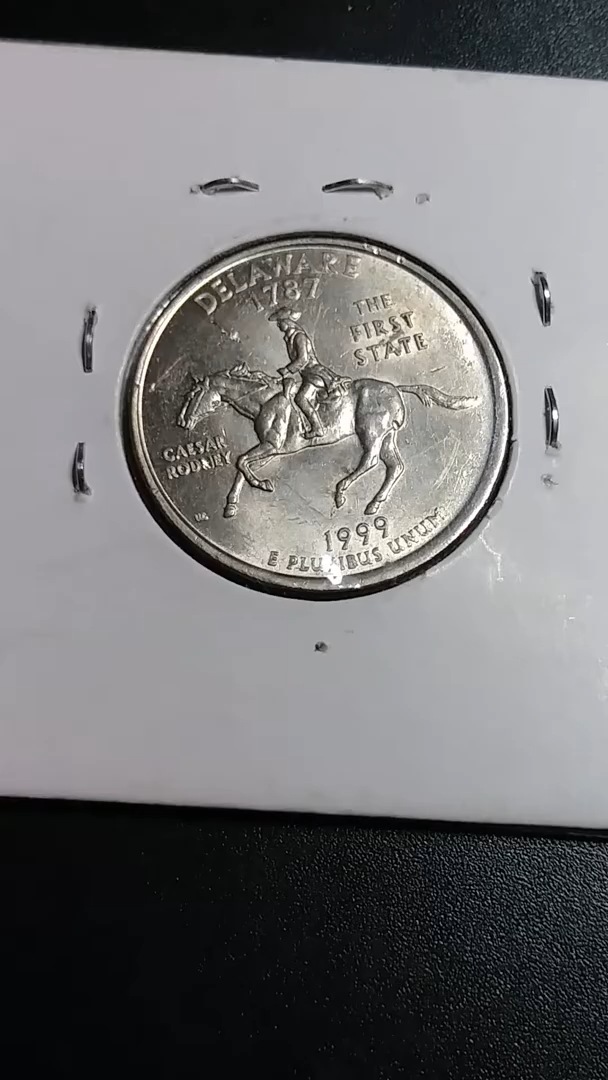 DELAWARE
1787
THE
FIRST
STATE
CAESAR
RODNEY
1999
E PLURIBUS UNUM